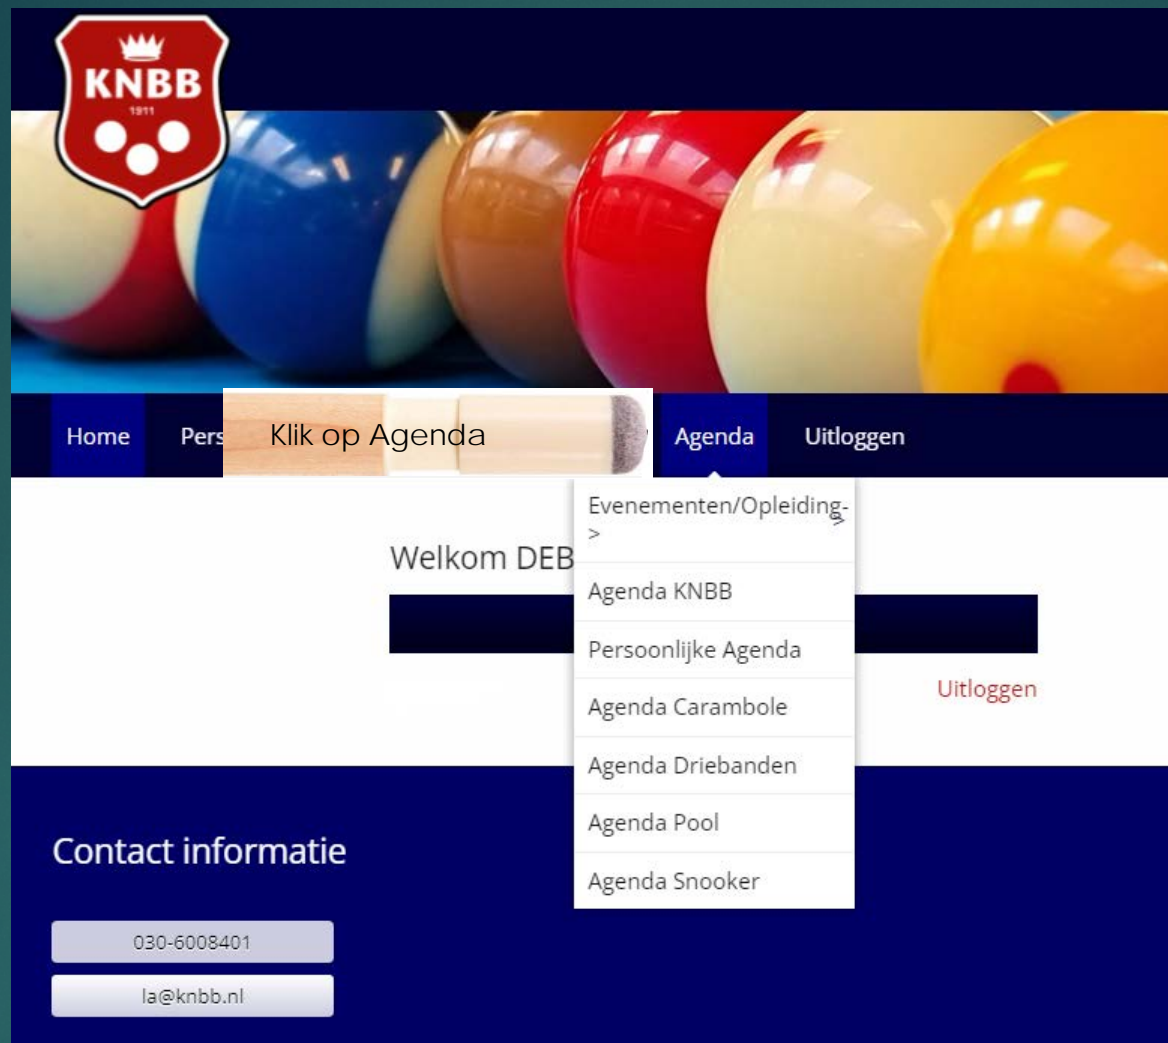 KNBB
1911
Home Pers Klik op Agenda Agenda Uitloggen
Evenementen/Opleiding-
>
>
Welkom DEB
Agenda KNBB
Persoonlijke Agenda
Uitloggen
Agenda Carambole
Agenda Driebanden
Agenda Pool
Contact informatie
Agenda Snooker
030-6008401
la@knbb.nl